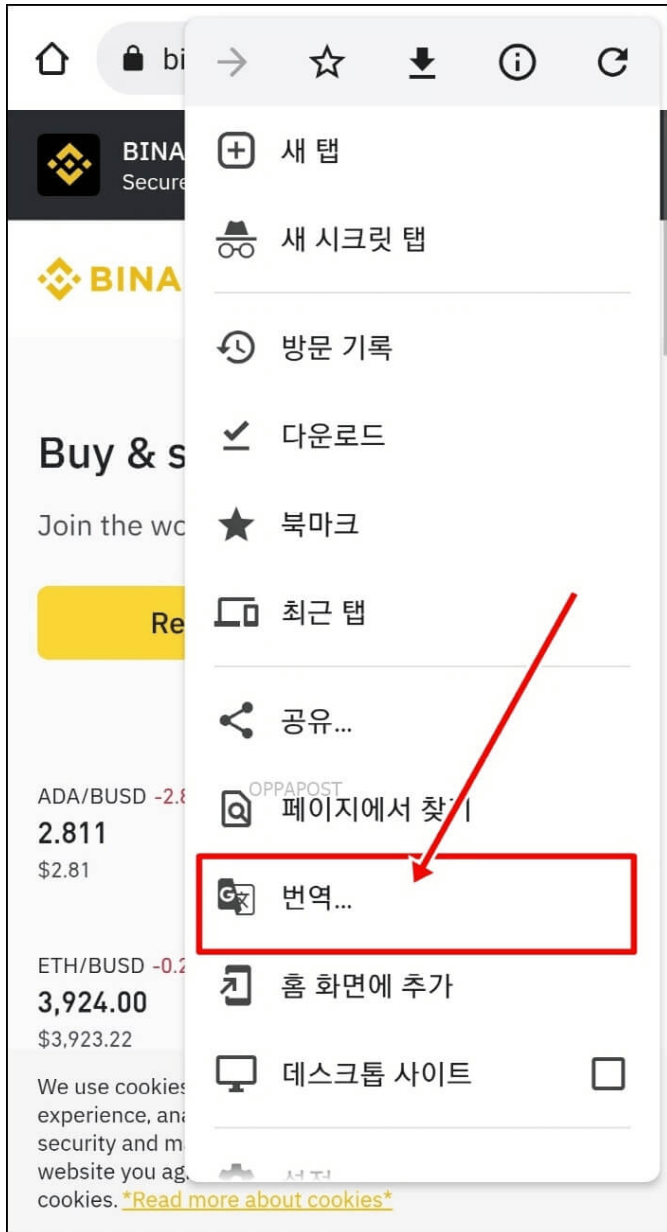 bi
BINA
Secure
새 탭
새 시크릿 탭
BINA
방문 기록
다운로드
Buy & s
북마크
Join the wo
최근 탭
Re
공유...
OPPAPOST
페이지에서 찾기
ADA/BUSD -2.8
2.811
$2.81
번역...
ETH/BUSD -0.2
3,924.00
$3,923.22
홈 화면에 추가
데스크톱 사이트
We use cookies
experience, ana
security and m
website you ag
cookies. *Read more about cookies*
설정